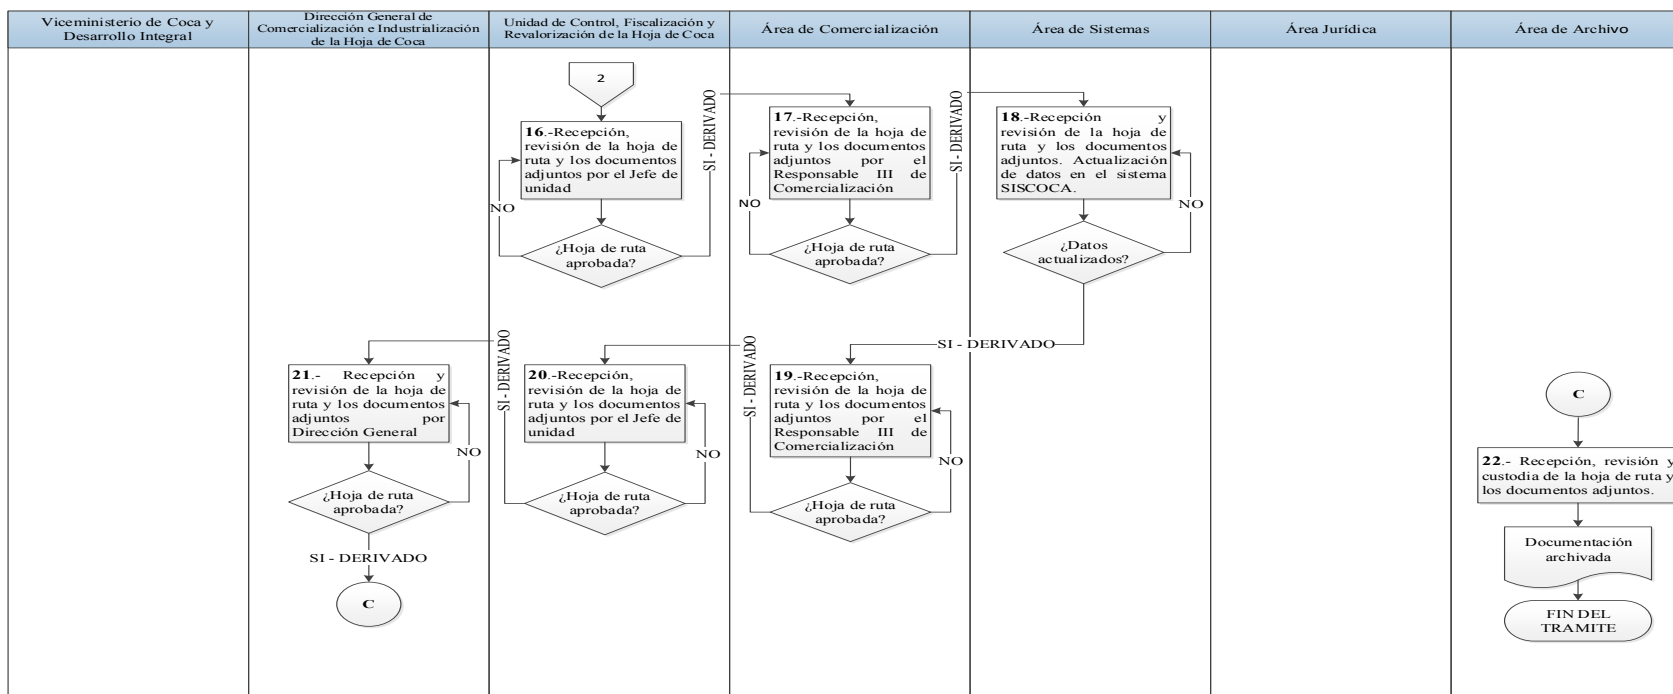 Viceministerio de Coca y
Desarrollo Integral
Dirección General de
Comercialización e Industrialización
de la Hoja de Coca
Unidad de Control, Fiscalización y
Revalorización de la Hoja de Coca
Área de Comercialización
Área de Sistemas
Área Jurídica
Área de Archivo
2
16.-Recepción,
revisión de la hoja de
ruta y los documentos
adjuntos por el Jefe de
unidad
NO
¿Hoja de ruta
aprobada?
SI - DERIVADO
17.-Recepción,
revisión de la hoja de
ruta y los documentos
adjuntos por el
Responsable III de
Comercialización
NO
¿Hoja de ruta
aprobada?
SI - DERIVADO
18.-Recepción y
revisión de la hoja de
ruta y los documentos
adjuntos. Actualización
de datos en el sistema
SISCOCA.
NO
¿Datos
actualizados?
SI - DERIVADO
19.-Recepción,
revisión de la hoja de
ruta y los documentos
adjuntos por el
Responsable III de
Comercialización
NO
¿Hoja de ruta
aprobada?
SI - DERIVADO
20.-Recepción,
revisión de la hoja de
ruta y los documentos
adjuntos por el Jefe de
unidad
NO
¿Hoja de ruta
aprobada?
SI - DERIVADO
21.- Recepción y
revisión de la hoja de
ruta y los documentos
adjuntos por
Dirección General
NO
¿Hoja de ruta
aprobada?
SI - DERIVADO
C
C
22.- Recepción, revisión y
custodia de la hoja de ruta y
los documentos adjuntos.
Documentación
archivada
FIN DEL
TRAMITE